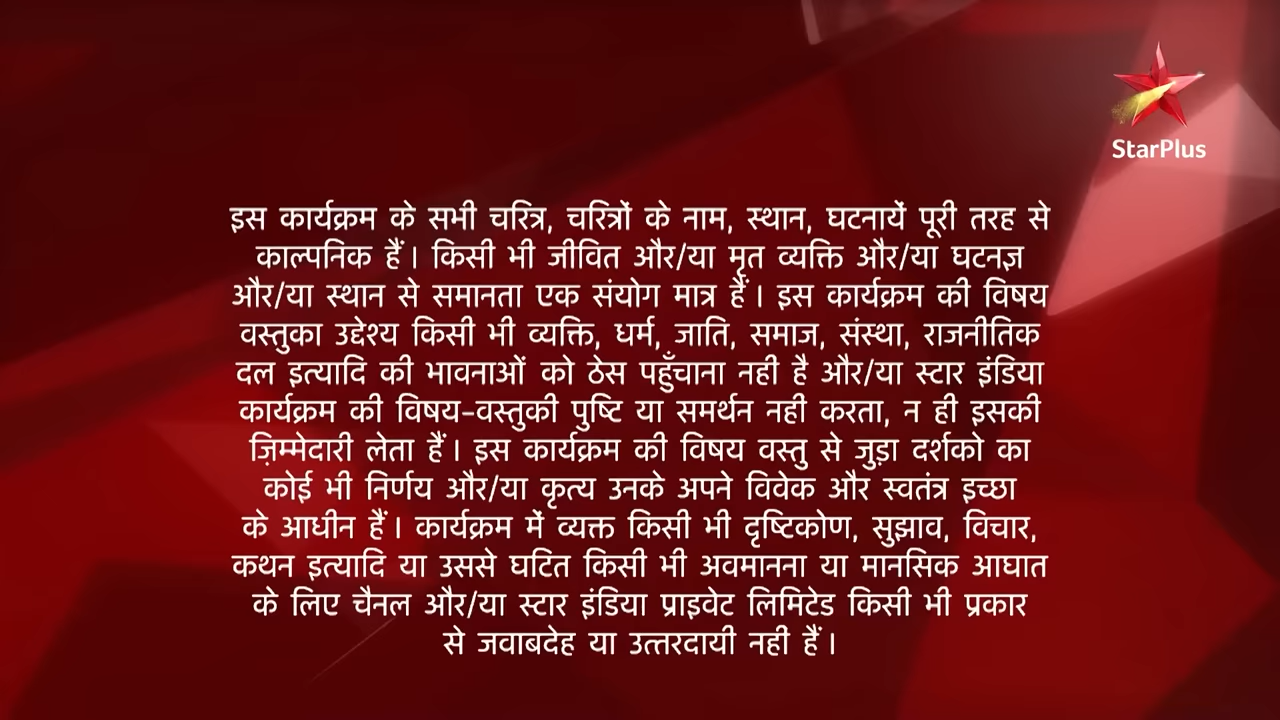 StarPlus
इस कार्यक्रम के सभी चरित्र, चरित्रों के नाम, स्थान, घटनायें पूरी तरह से
काल्पनिक हैं। किसी भी जीवित और/या मृत व्यक्ति और/या घटनज्ञ
और/या स्थान से समानता एक संयोग मात्र हैं। इस कार्यक्रम की विषय
वस्तुका उद्देश्य किसी भी व्यक्ति, धर्म, जाति, समाज, संस्था, राजनीतिक
दल इत्यादि की भावनाओं को ठेस पहुँचाना नही है और/या स्टार इंडिया
कार्यक्रम की विषय-वस्तुकी पुष्टि या समर्थन नही करता, न ही इसकी
ज़िम्मेदारी लेता हैं। इस कार्यक्रम की विषय वस्तु से जुड़ा दर्शको का
कोई भी निर्णय और/या कृत्य उनके अपने विवेक और स्वतंत्र इच्छा
के आधीन हैं। कार्यक्रम में व्यक्त किसी भी दृष्टिकोण, सुझाव, विचार,
कथन इत्यादि या उससे घटित किसी भी अवमानना या मानसिक आघात
के लिए चैनल और/या स्टार इंडिया प्राइवेट लिमिटेड किसी भी प्रकार
से जवाबदेह या उत्तरदायी नही हैं।